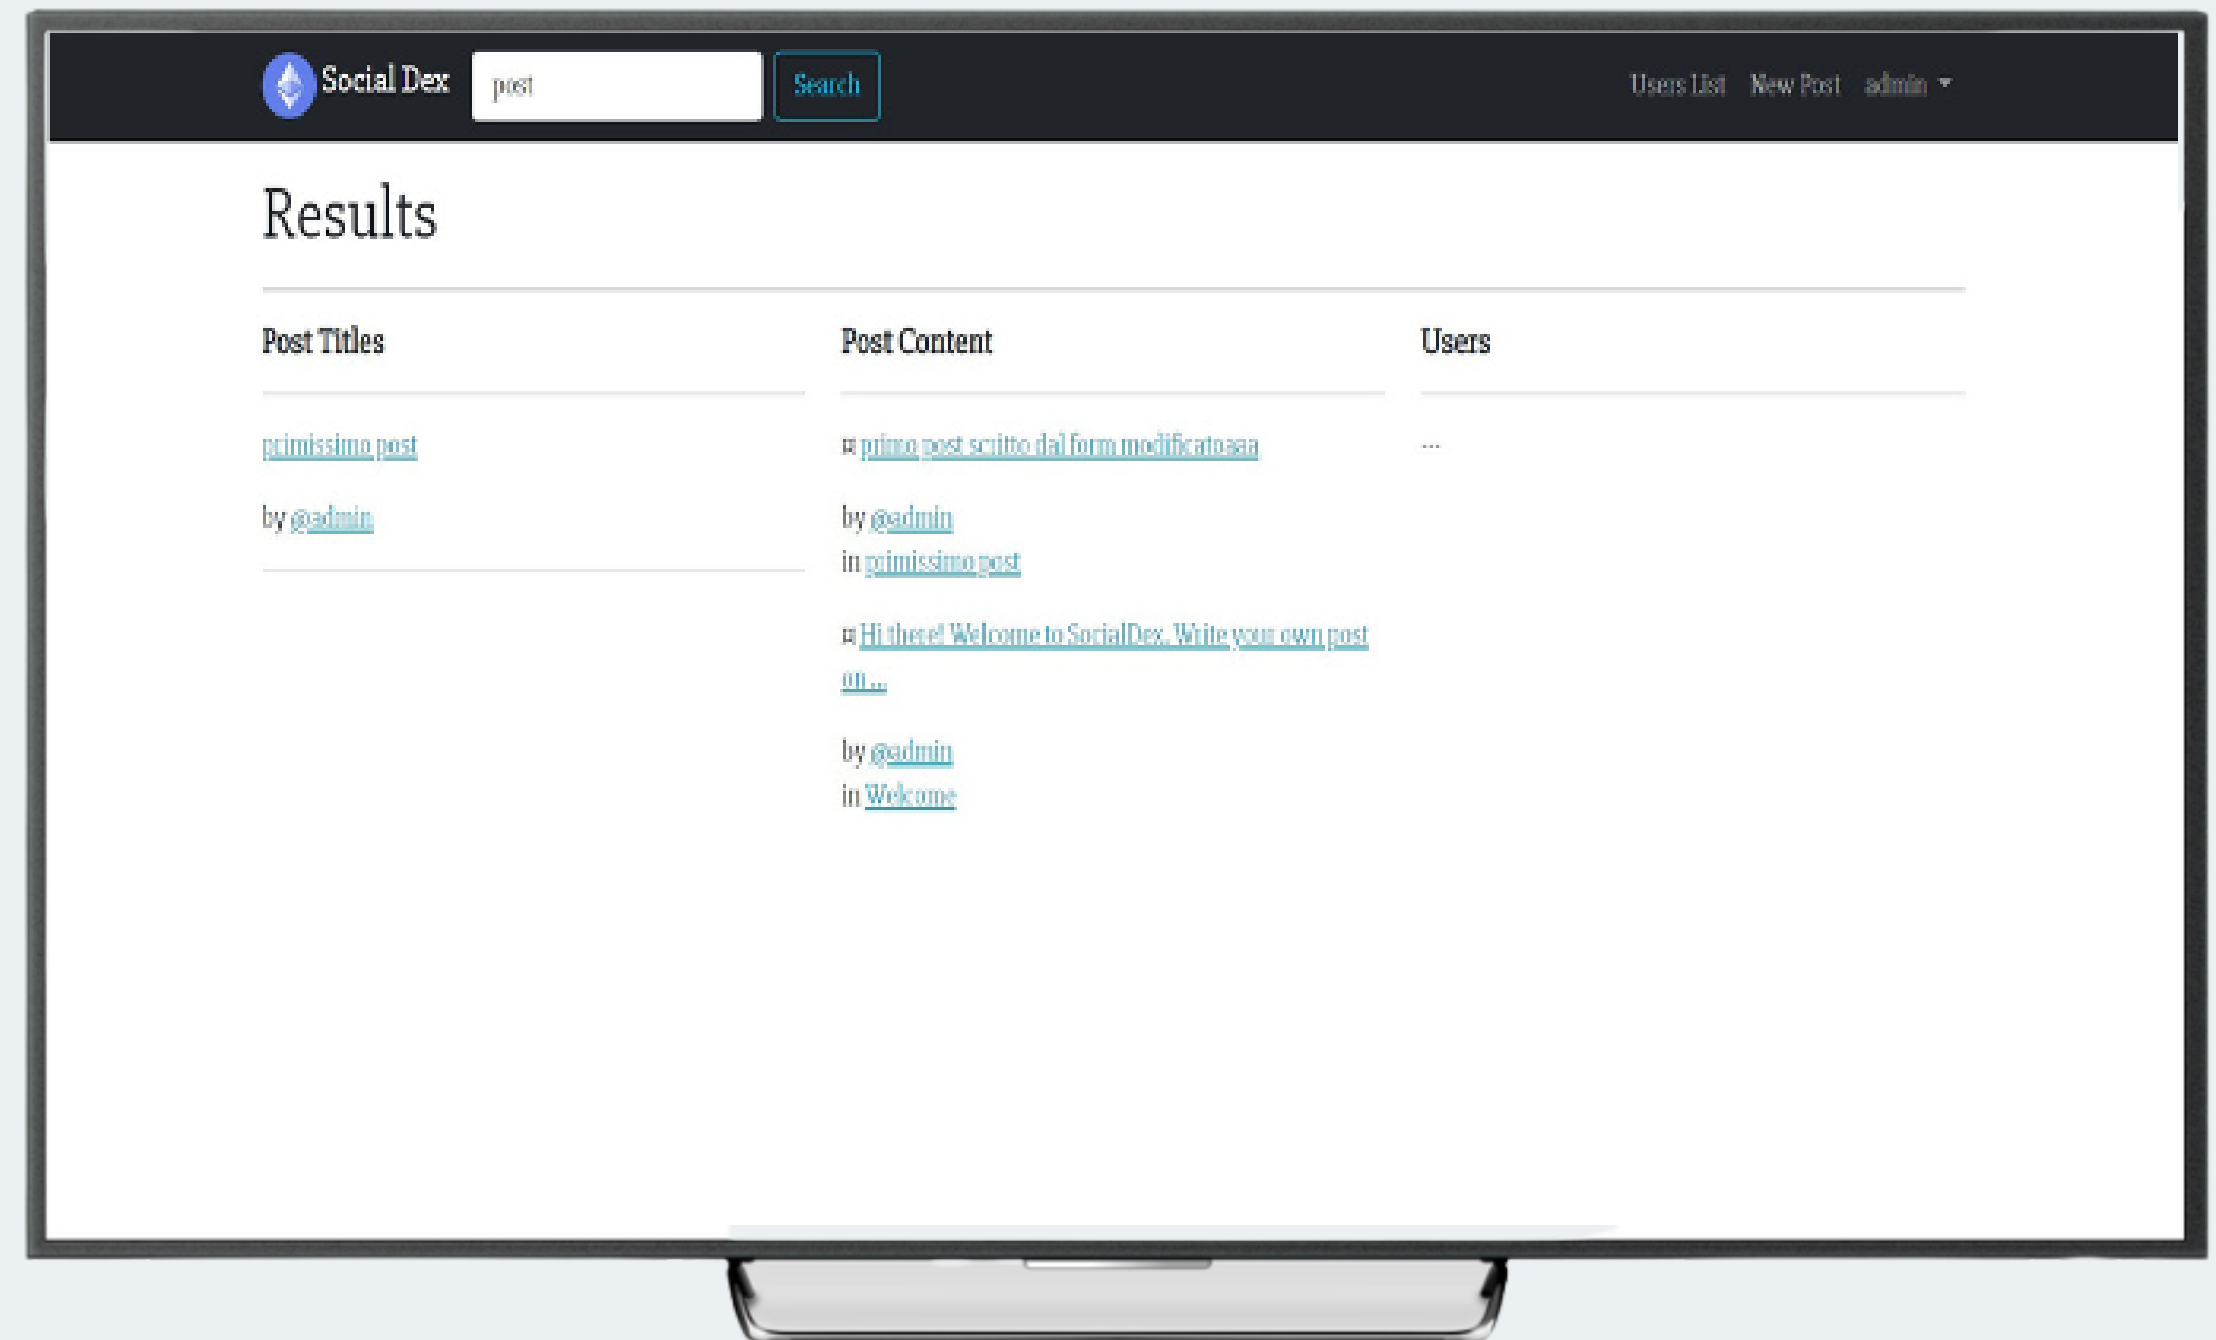 Social Dex
post
Search
Users List
New Post
admin
Results
Post Titles
primissimo post
by @admin
Post Content
¤ primo post scritto dal form modificatoaaa
by @admin
in primissimo post
¤ Hi there! Welcome to SocialDex. Write your own post
on ...
by @admin
in Welcome
Users
...